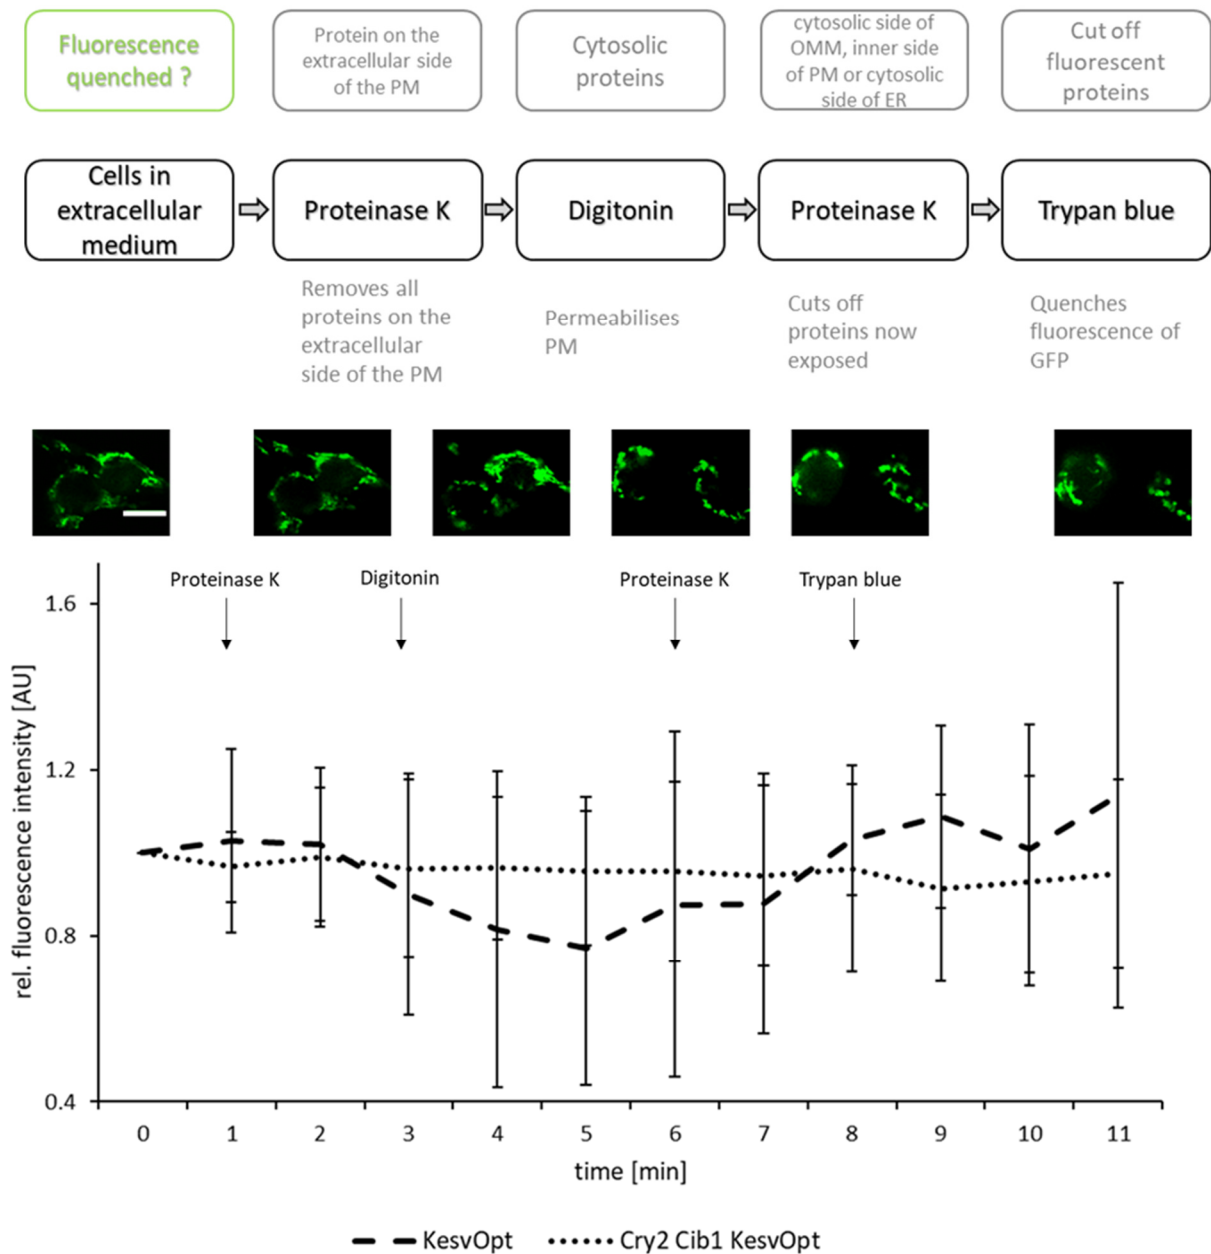 Fluorescence
quenched ?
Protein on the
extracellular side
of the PM
Cytosolic
proteins
cytosolic side of
OMM, inner side
of PM or cytosolic
side of ER
Cut off
fluorescent
proteins
Cells in
extracellular
medium
Proteinase K
Digitonin
Proteinase K
Trypan blue
Removes all
proteins on the
extracellular
side of the PM
Permeabilises
PM
Cuts off
proteins now
exposed
Quenches
fluorescence of
GFP
Proteinase K
Digitonin
Proteinase K
Trypan blue
rel. fluorescence intensity [AU]
1.6
1.2
0.8
0.4
0 1 2 3 4 5 6 7 8 9 10 11
time [min]
KesvOpt
Cry2 Cib1 KesvOpt